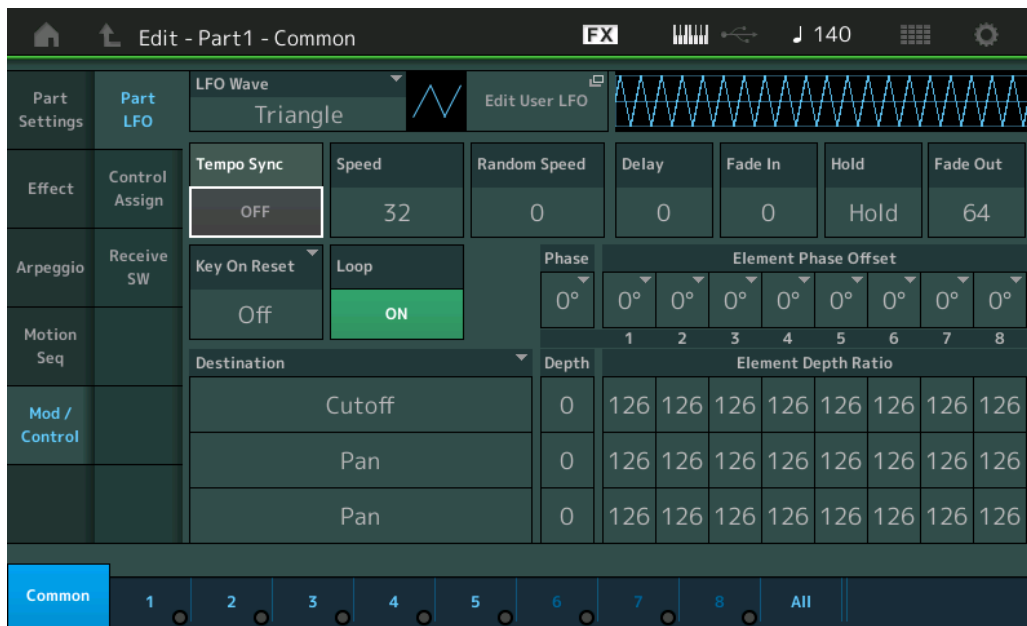 Edit - Part1 - Common FX ♩ 140
Part Settings
Part LFO
LFO Wave
Triangle
Edit User LFO
Effect
Control Assign
Tempo Sync
OFF
Speed
32
Random Speed
0
Delay
0
Fade In
0
Hold
Hold
Fade Out
64
Arpeggio
Receive SW
Key On Reset
Off
Loop
ON
Phase
0°
Element Phase Offset
0° 0° 0° 0° 0° 0° 0° 0°
1 2 3 4 5 6 7 8
Motion Seq
Mod / Control
Destination
Depth
Element Depth Ratio
Cutoff 0 126 126 126 126 126 126 126 126
Pan 0 126 126 126 126 126 126 126 126
Pan 0 126 126 126 126 126 126 126 126
Common 1 2 3 4 5 6 7 8 All